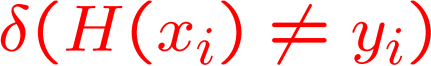 δ(H(x_i) ≠ y_i)